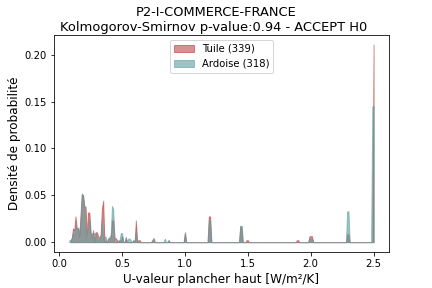 P2-I-COMMERCE-FRANCE
Kolmogorov-Smirnov p-value:0.94 - ACCEPT H0
Tuile (339)
Ardoise (318)
Densité de probabilité
0.20
0.15
0.10
0.05
0.00
0.0 0.5 1.0 1.5 2.0 2.5
U-valeur plancher haut [W/m²/K]